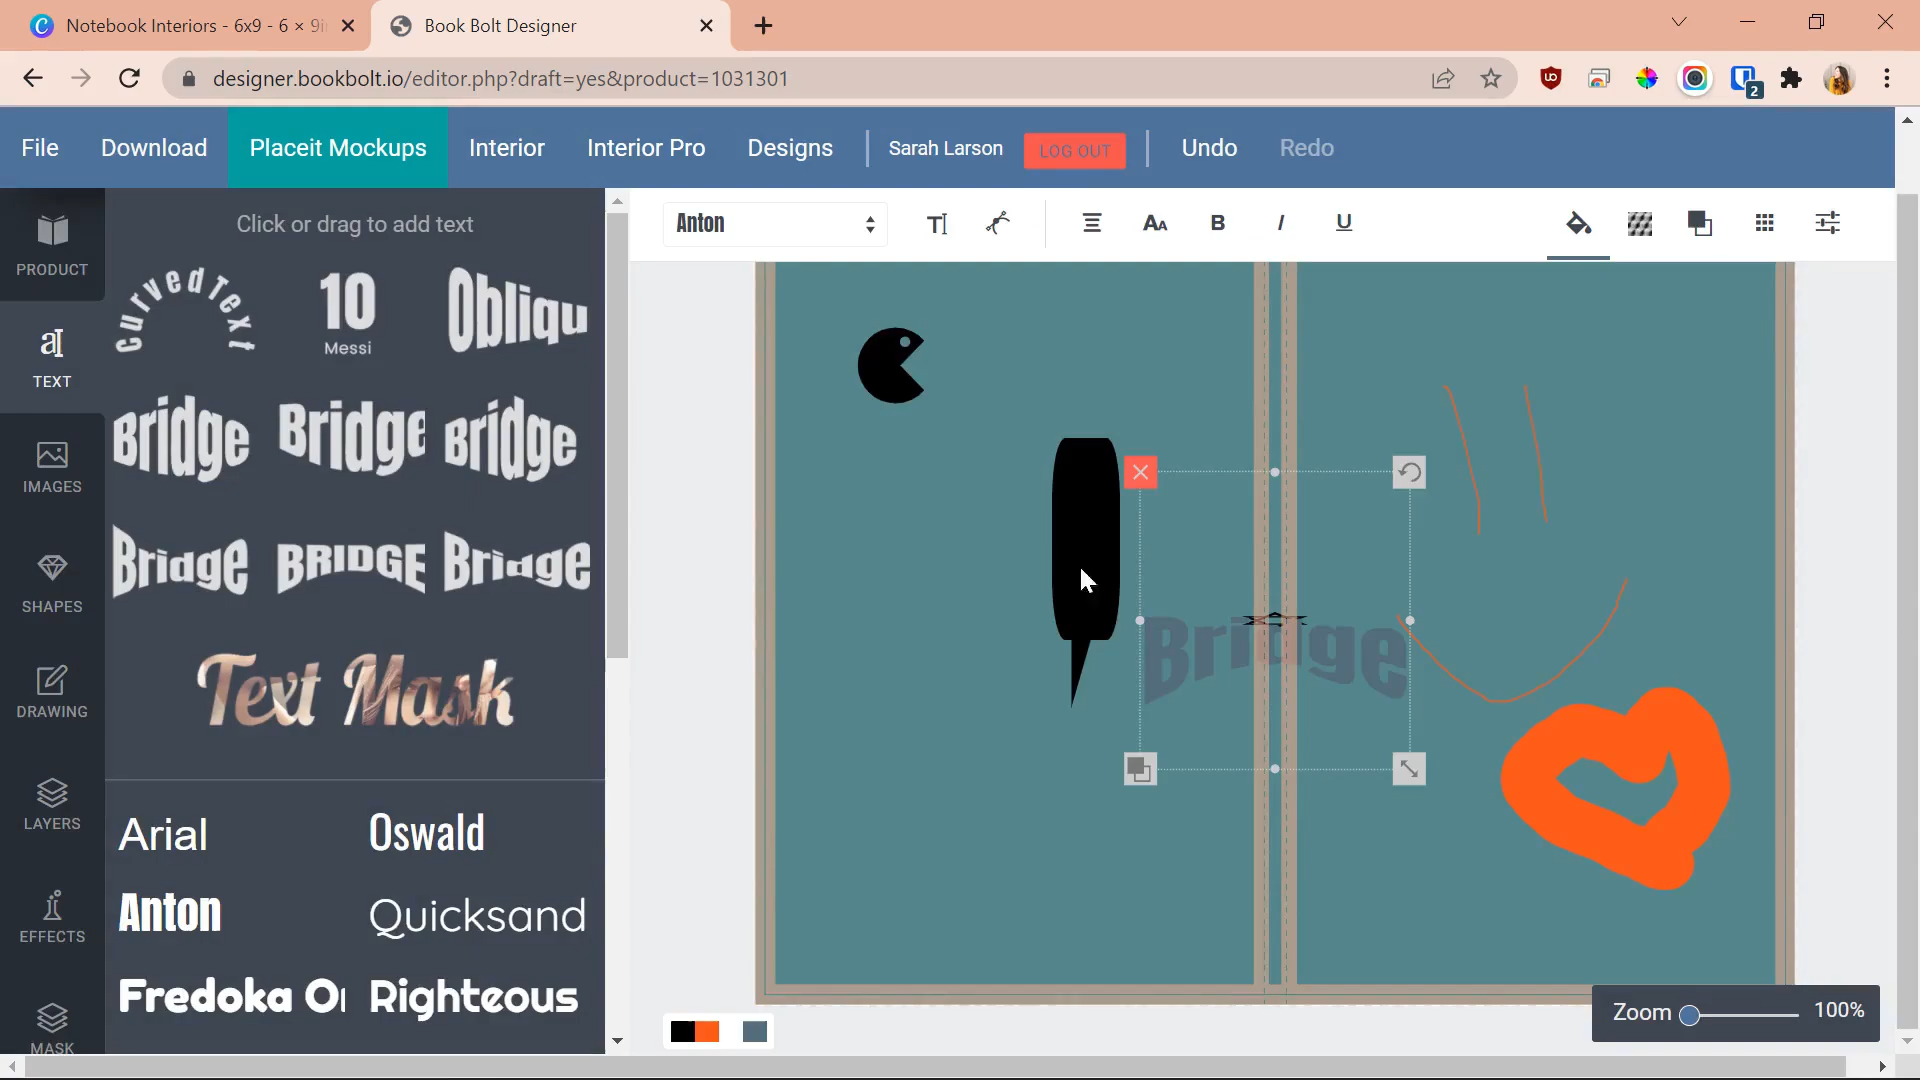 Notebook Interiors - 6x9 - 6 × 9i
Book Bolt Designer
designer.bookbolt.io/editor.php?draft=yes&product=1031301
2
File Download Placeit Mockups Interior Interior Pro Designs Sarah Larson LOG OUT Undo Redo
PRODUCT
TEXT
IMAGES
SHAPES
DRAWING
LAYERS
EFFECTS
MASK
Click or drag to add text
Curved Text
10
Messi
Obliqu
Bridge Bridge Bridge
Bridge BRIDGE Bridge
Text Mask
Arial Oswald
Anton Quicksand
Fredoka On Righteous
Anton
B I U
Bridge
Zoom 100%